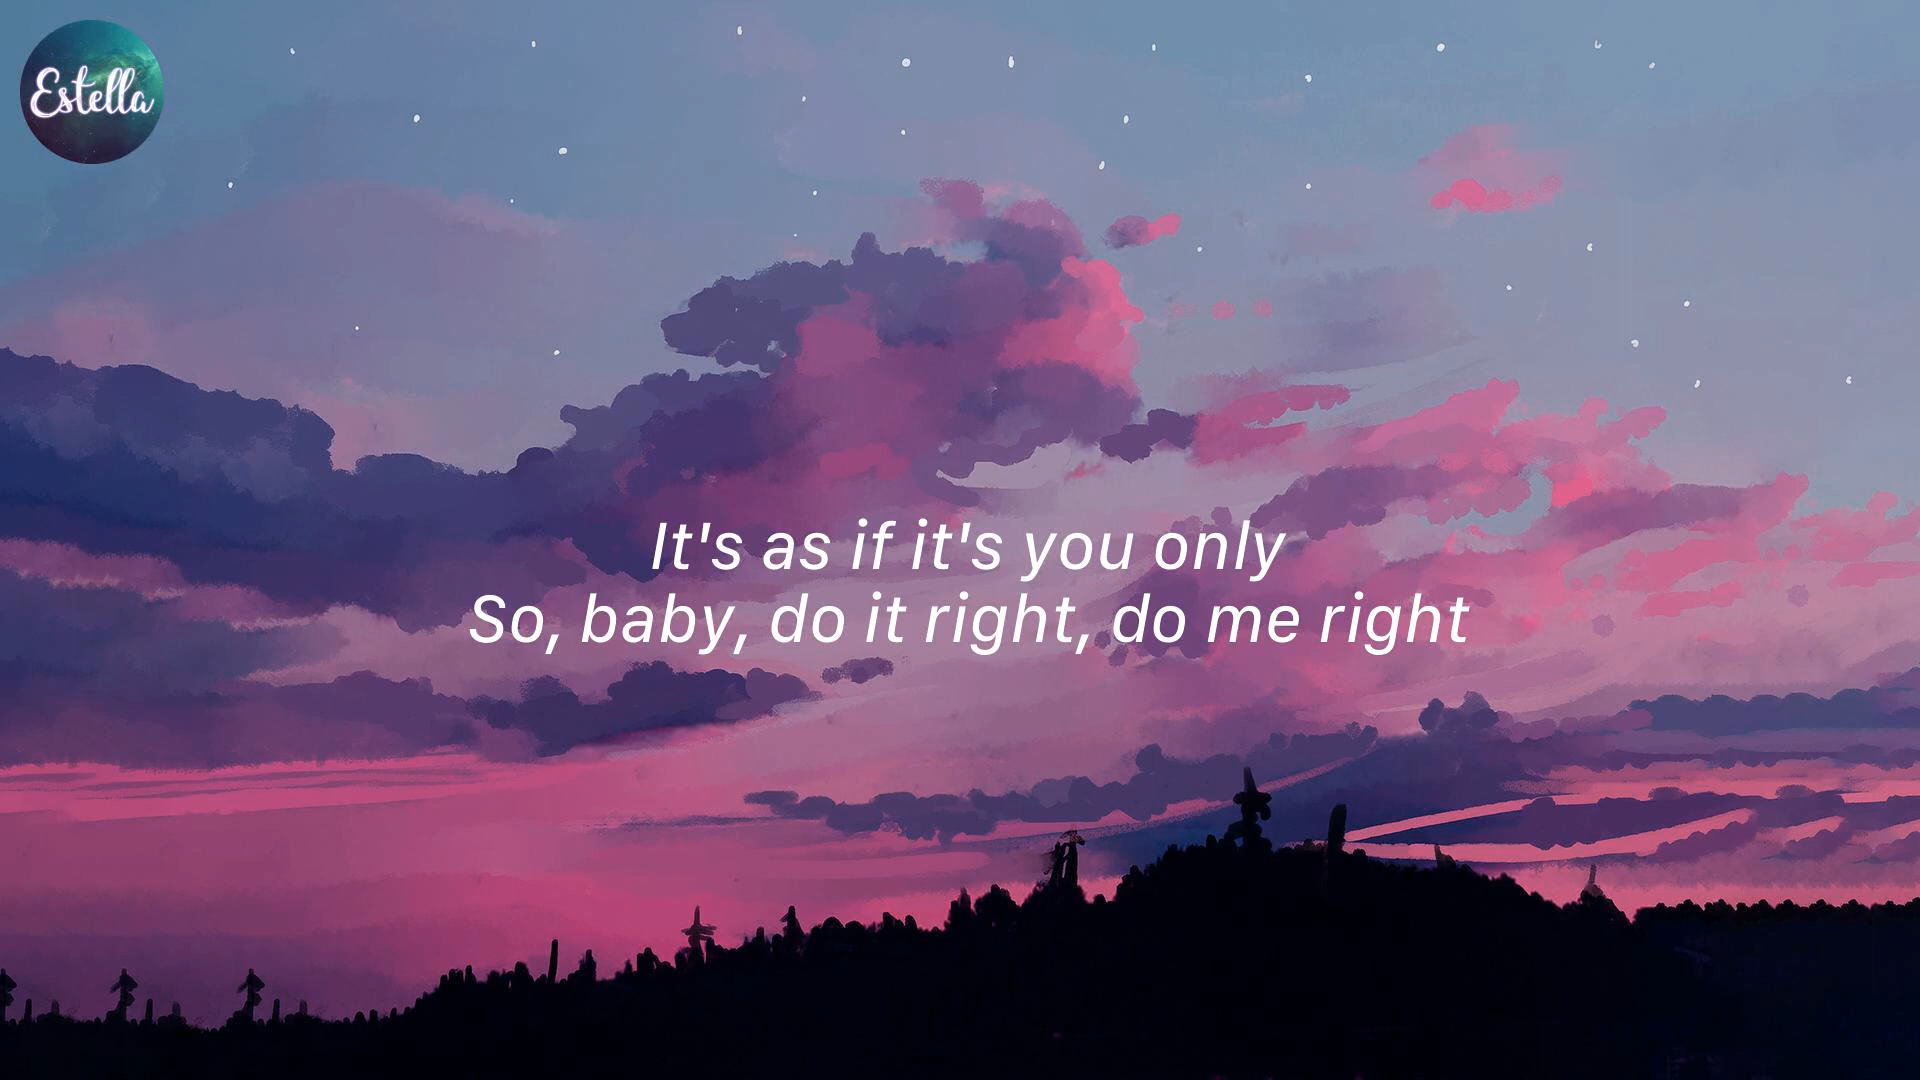 Estella
It's as if it's you only
So, baby, do it right, do me right